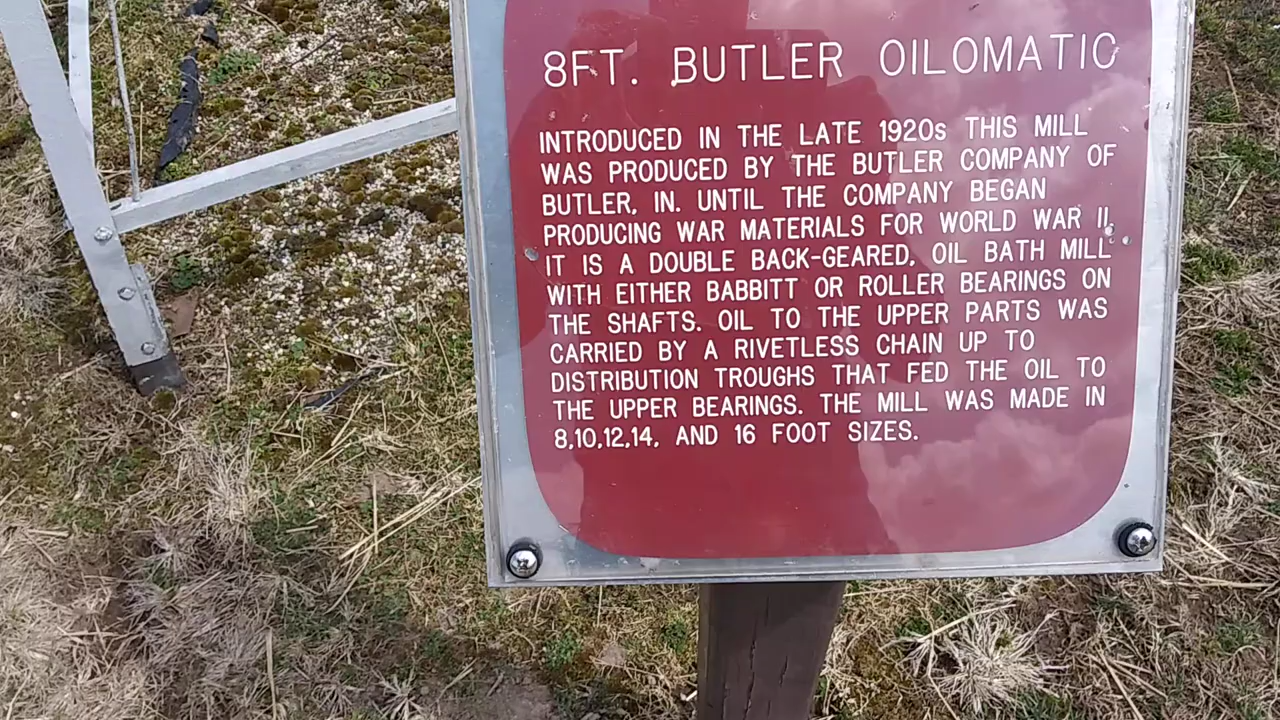 8FT. BUTLER OILOMATIC
INTRODUCED IN THE LATE 1920s THIS MILL
WAS PRODUCED BY THE BUTLER COMPANY OF
BUTLER, IN. UNTIL THE COMPANY BEGAN
PRODUCING WAR MATERIALS FOR WORLD WAR II.
IT IS A DOUBLE BACK-GEARED, OIL BATH MILL
WITH EITHER BABBITT OR ROLLER BEARINGS ON
THE SHAFTS. OIL TO THE UPPER PARTS WAS
CARRIED BY A RIVETLESS CHAIN UP TO
DISTRIBUTION TROUGHS THAT FED THE OIL TO
THE UPPER BEARINGS. THE MILL WAS MADE IN
8,10,12,14, AND 16 FOOT SIZES.